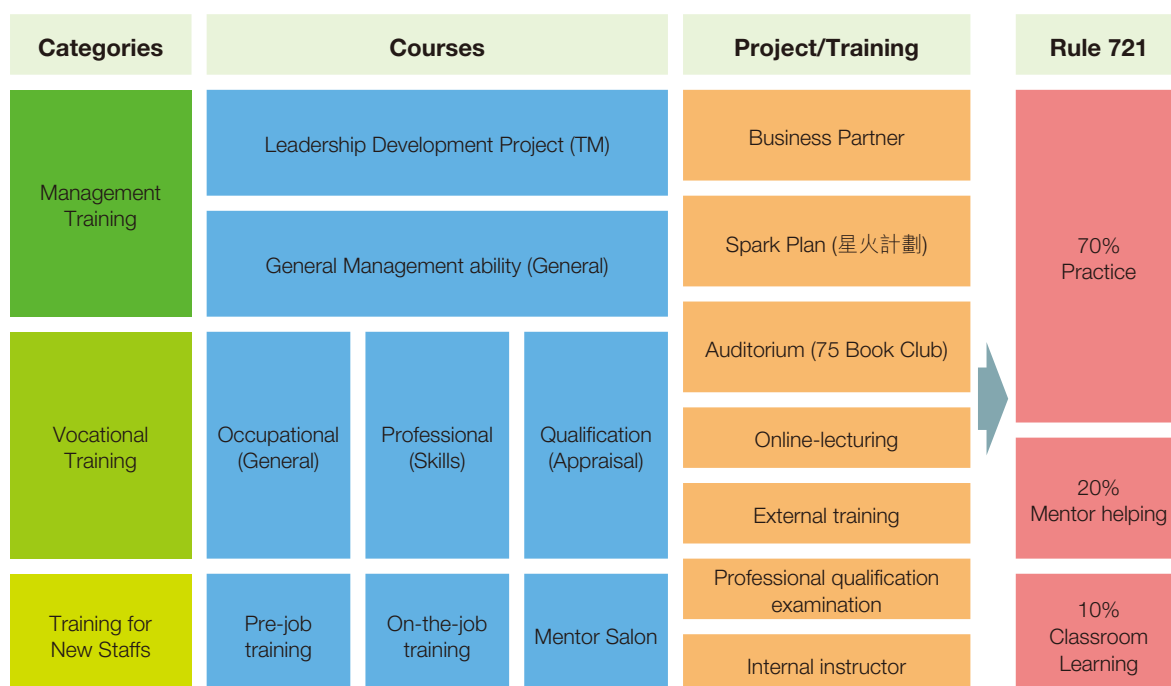 Categories
Courses
Project/Training
Rule 721
Management
Training
Leadership Development Project (TM)
General Management ability (General)
Vocational
Training
Occupational
(General)
Professional
(Skills)
Qualification
(Appraisal)
Training for
New Staffs
Pre-job
training
On-the-job
training
Mentor Salon
Business Partner
Spark Plan (星火計劃)
Auditorium (75 Book Club)
Online-lecturing
External training
Professional qualification
examination
Internal instructor
70%
Practice
20%
Mentor helping
10%
Classroom
Learning